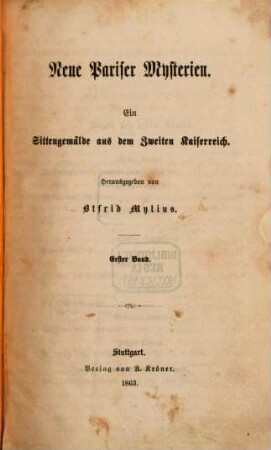 Neue Pariser Mysterien.
Ein
Sittengemälde aus dem Zweiten Kaiserreich.
Herausgegeben von
Otfrid Mylius.
Erster Band.
Stuttgart.
Verlag von A. Kröner.
1863.